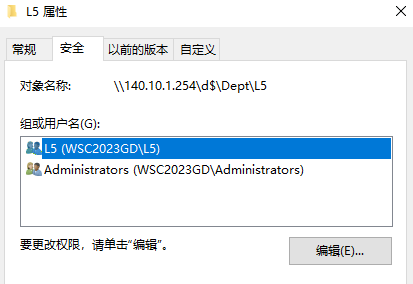 L5 属性
常规 安全 以前的版本 自定义
对象名称: \\140.10.1.254\d$\Dept\L5
组或用户名(G):
L5 (WSC2023GD\L5)
Administrators (WSC2023GD\Administrators)
要更改权限，请单击"编辑"。
编辑(E)...